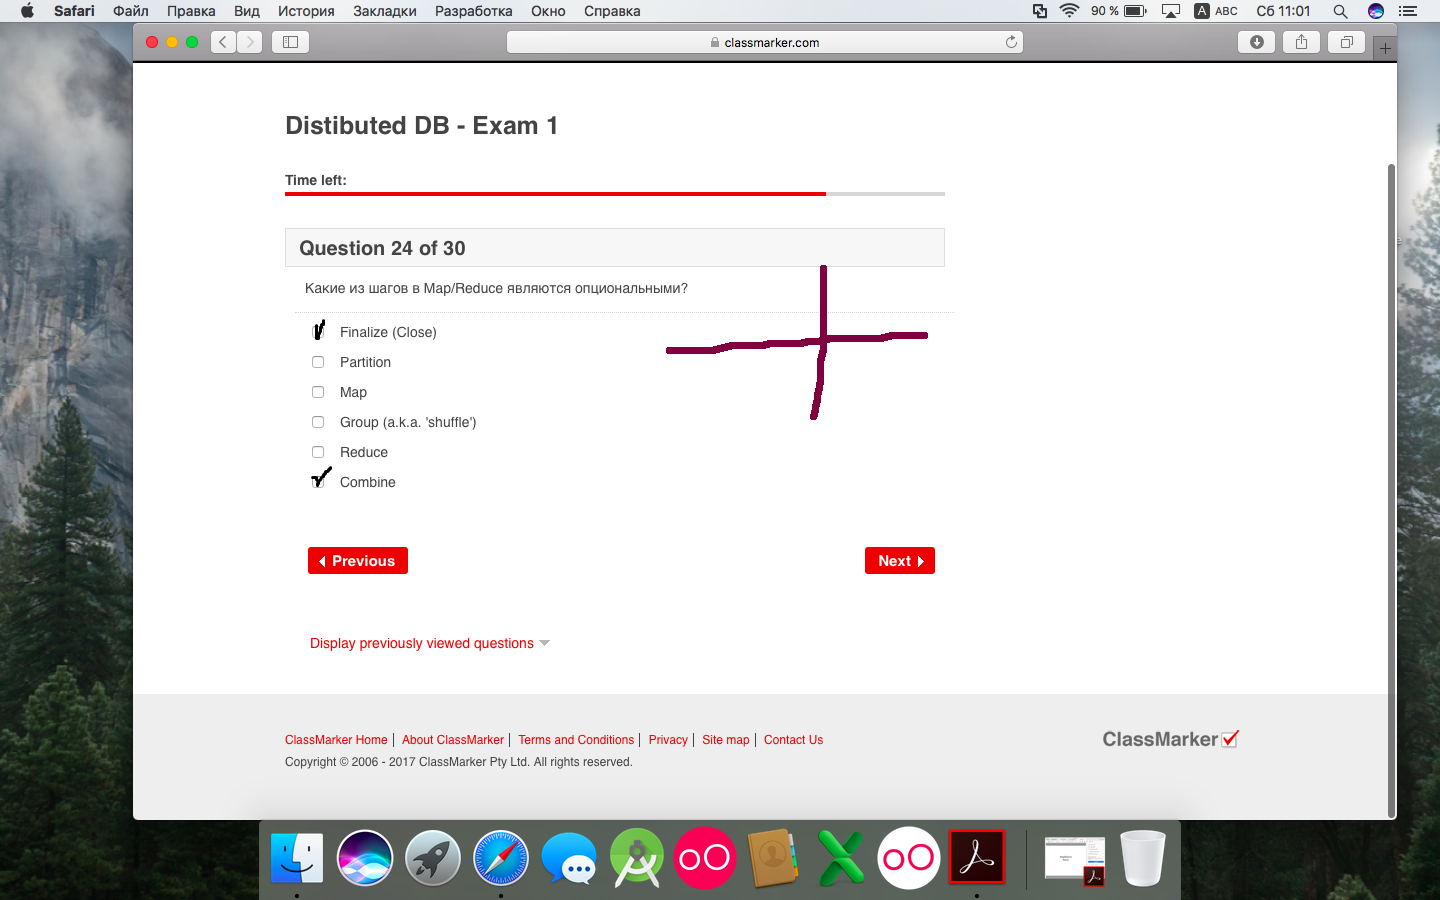 Safari Файл Правка Вид История Закладки Разработка Окно Справка 90 % A ABC Сб 11:01
classmarker.com
Distibuted DB - Exam 1
Time left:
Question 24 of 30
Какие из шагов в Map/Reduce являются опциональными?
Finalize (Close)
Partition
Map
Group (a.k.a. 'shuffle')
Reduce
Combine
Previous Next
Display previously viewed questions
ClassMarker Home | About ClassMarker | Terms and Conditions | Privacy | Site map | Contact Us
ClassMarker
Copyright © 2006 - 2017 ClassMarker Pty Ltd. All rights reserved.